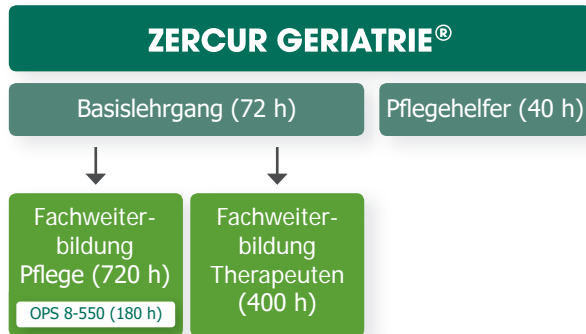 ZERCUR GERIATRIE®
Basislehrgang (72 h)
Pflegehelfer (40 h)
Fachweiter-
bildung
Pflege (720 h)
OPS 8-550 (180 h)
Fachweiter-
bildung
Therapeuten
(400 h)